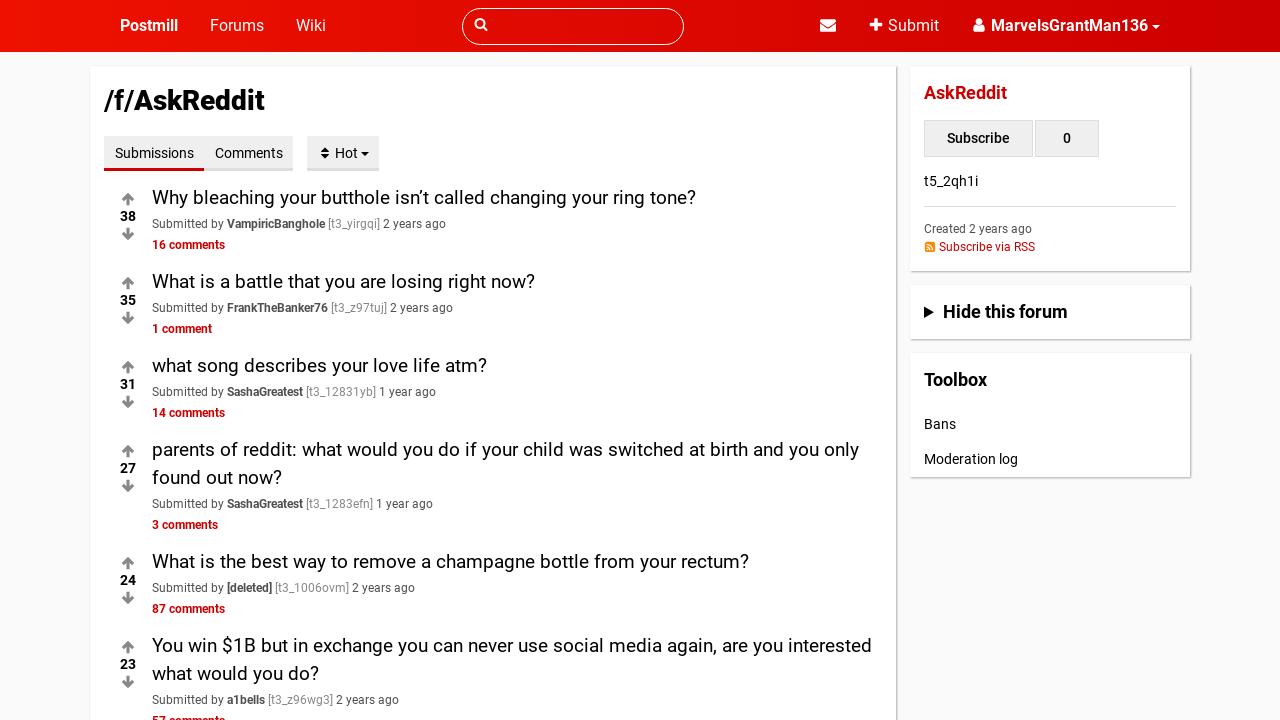 Postmill
Forums
Wiki
Submit
MarvelsGrantMan136
/f/AskReddit
Submissions
Comments
Hot
38
Why bleaching your butthole isn’t called changing your ring tone?
Submitted by VampiricBanghole [t3_yirgqi] 2 years ago
16 comments
35
What is a battle that you are losing right now?
Submitted by FrankTheBanker76 [t3_z97tuj] 2 years ago
1 comment
31
what song describes your love life atm?
Submitted by SashaGreatest [t3_12831yb] 1 year ago
14 comments
27
parents of reddit: what would you do if your child was switched at birth and you only
found out now?
Submitted by SashaGreatest [t3_1283efn] 1 year ago
3 comments
24
What is the best way to remove a champagne bottle from your rectum?
Submitted by [deleted] [t3_1006ovm] 2 years ago
87 comments
23
You win $1B but in exchange you can never use social media again, are you interested
what would you do?
Submitted by a1bells [t3_z96wg3] 2 years ago
57 comments
AskReddit
Subscribe
0
t5_2qh1i
Created 2 years ago
Subscribe via RSS
Hide this forum
Toolbox
Bans
Moderation log